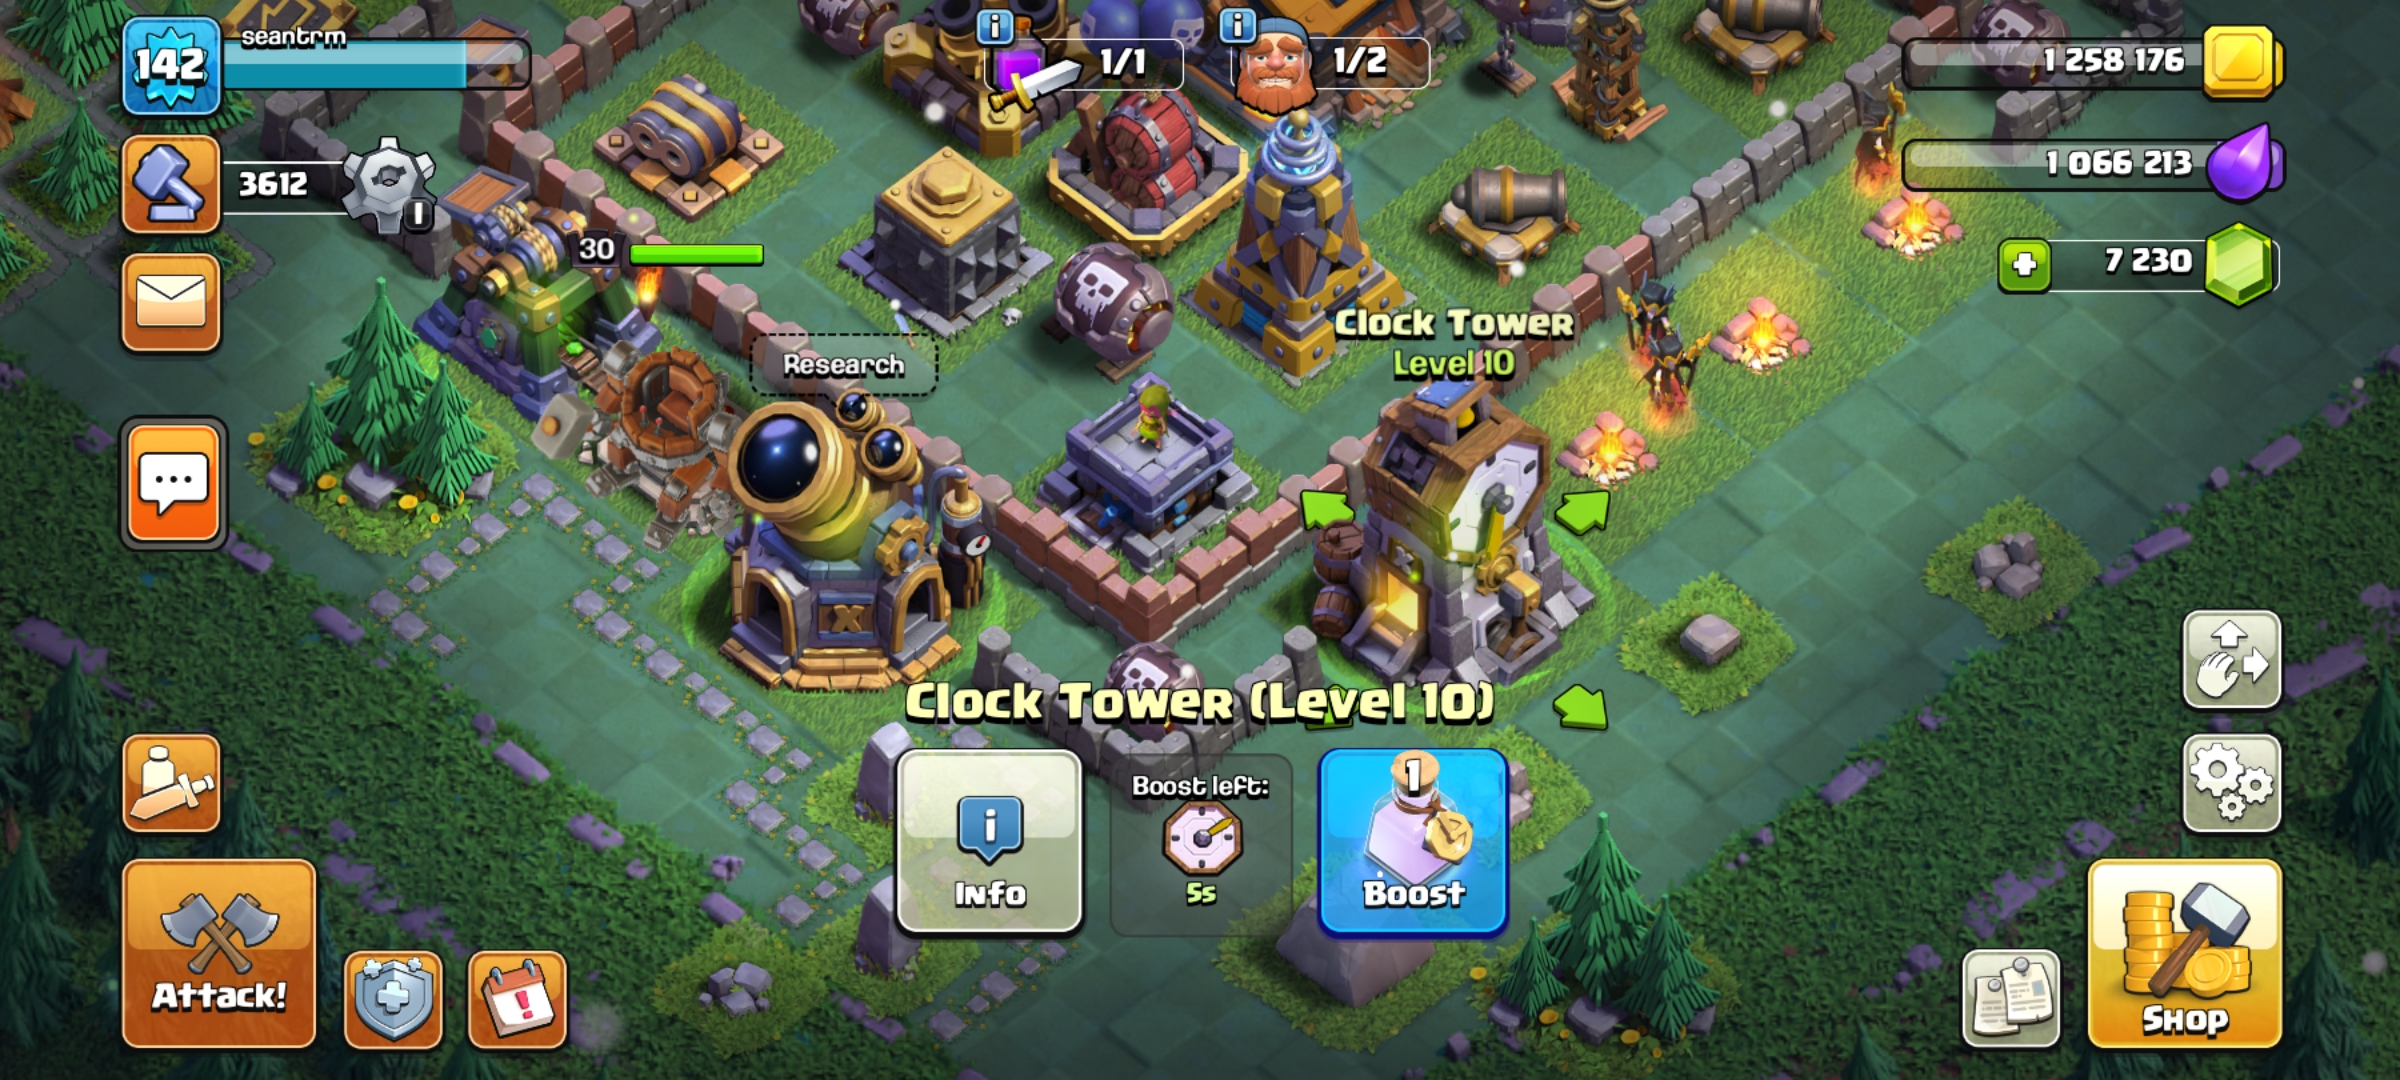 142
seantrm
1/1
1/2
1 258 176
3612
1
1 066 213
30
7 230
Research
Clock Tower
Level 10
Clock Tower (Level 10)
Info
Boost left:
5s
1
Boost
Attack!
Shop